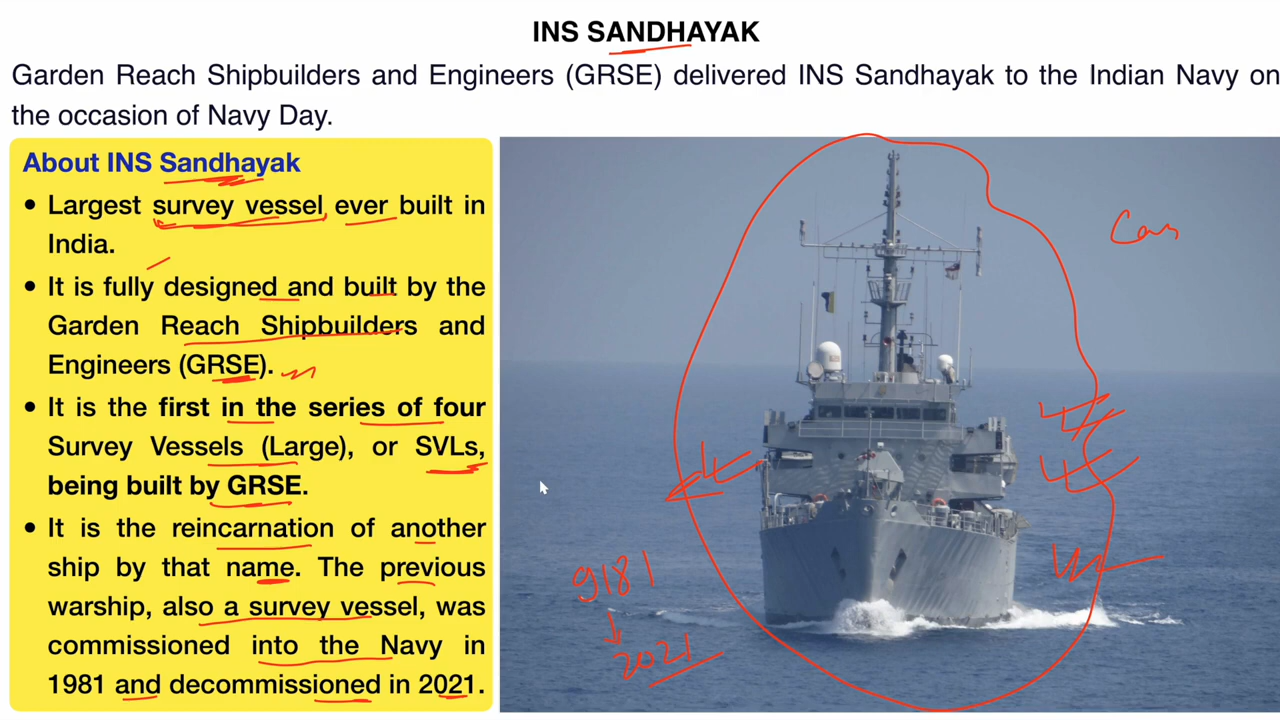 INS SANDHAYAK
Garden Reach Shipbuilders and Engineers (GRSE) delivered INS Sandhayak to the Indian Navy on
the occasion of Navy Day.
About INS Sandhayak
• Largest survey vessel ever built in
India.
• It is fully designed and built by the
Garden Reach Shipbuilders and
Engineers (GRSE).
• It is the first in the series of four
Survey Vessels (Large), or SVLs,
being built by GRSE.
• It is the reincarnation of another
ship by that name. The previous
warship, also a survey vessel, was
commissioned into the Navy in
1981 and decommissioned in 2021.
9181
2021